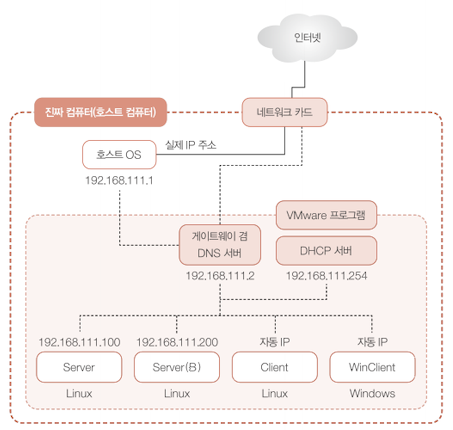 인터넷
진짜 컴퓨터(호스트 컴퓨터)
네트워크 카드
호스트 OS
실제 IP 주소
192.168.111.1
VMware 프로그램
게이트웨이 겸
DNS 서버
DHCP 서버
192.168.111.2
192.168.111.254
192.168.111.100
192.168.111.200
자동 IP
자동 IP
Server
Server(B)
Client
WinClient
Linux
Linux
Linux
Windows